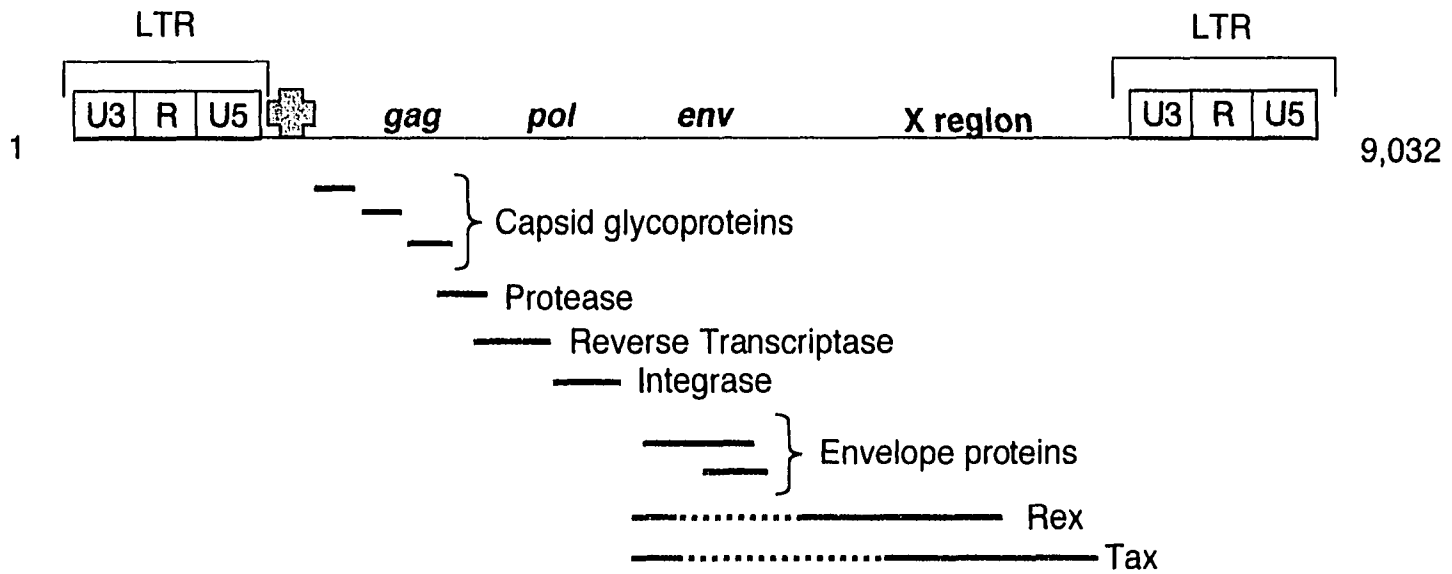 LTR LTR
U3 R U5 gag pol env X region U3 R U5
1 9,032
Capsid glycoproteins
Protease
Reverse Transcriptase
Integrase
Envelope proteins
Rex
Tax